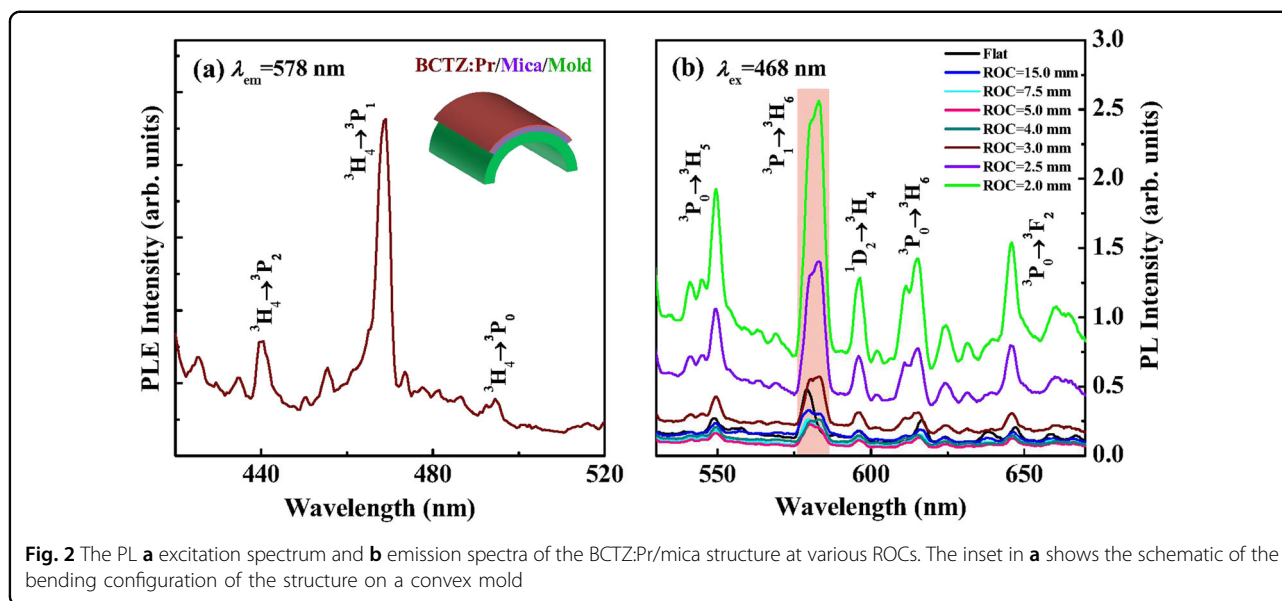 (a) λem=578 nm
BCTZ:Pr/Mica/Mold
³H₄→³P₂
³H₄→³P₁
³H₄→³P₀
PLE Intensity (arb. units)
440 480 520
Wavelength (nm)
(b) λex=468 nm
Flat
ROC=15.0 mm
ROC=7.5 mm
ROC=5.0 mm
ROC=4.0 mm
ROC=3.0 mm
ROC=2.5 mm
ROC=2.0 mm
³P₀→³H₅
³P₁→³H₆
¹D₂→³H₄
³P₀→³H₆
³P₀→³F₂
3.0
2.5
2.0
1.5
1.0
0.5
0.0
PL Intensity (arb. units)
550 600 650
Wavelength (nm)
Fig. 2 The PL a excitation spectrum and b emission spectra of the BCTZ:Pr/mica structure at various ROCs. The inset in a shows the schematic of the
bending configuration of the structure on a convex mold